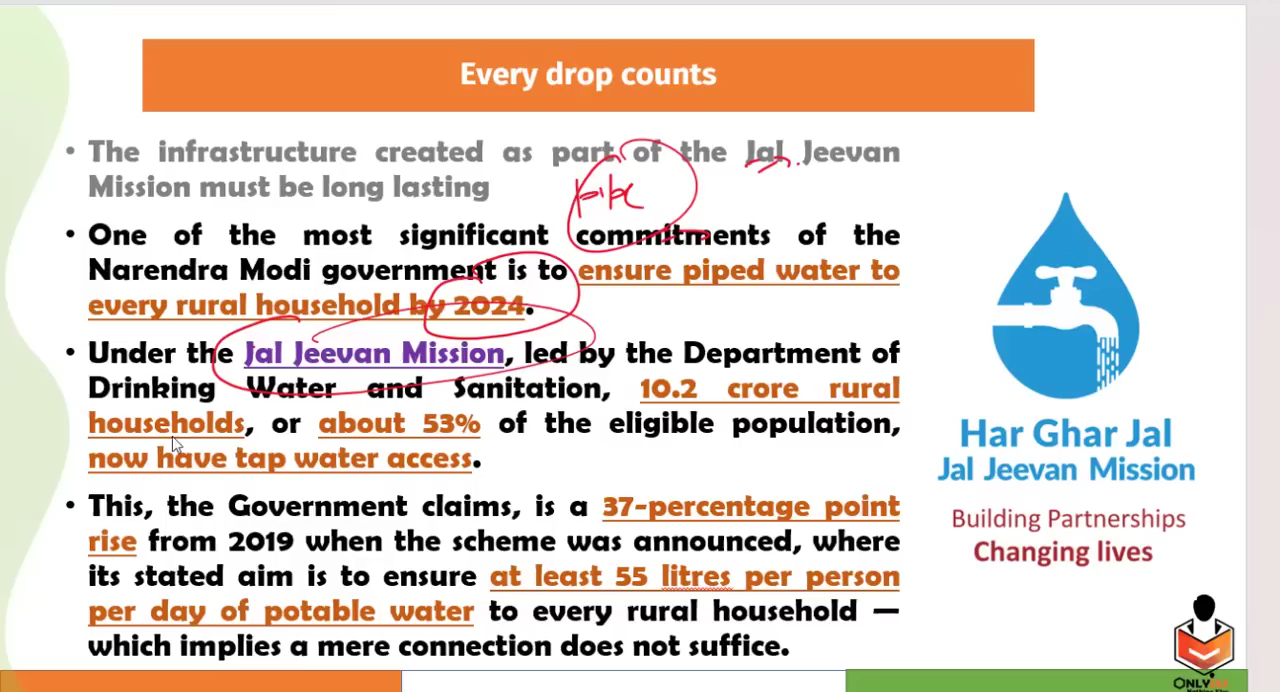 Every drop counts
• The infrastructure created as part of the Jal Jeevan
Mission must be long lasting
pipe
• One of the most significant commitments of the
Narendra Modi government is to ensure piped water to
every rural household by 2024.
• Under the Jal Jeevan Mission, led by the Department of
Drinking Water and Sanitation, 10.2 crore rural
households, or about 53% of the eligible population,
now have tap water access.
• This, the Government claims, is a 37-percentage point
rise from 2019 when the scheme was announced, where
its stated aim is to ensure at least 55 litres per person
per day of potable water to every rural household —
which implies a mere connection does not suffice.
Har Ghar Jal
Jal Jeevan Mission
Building Partnerships
Changing lives